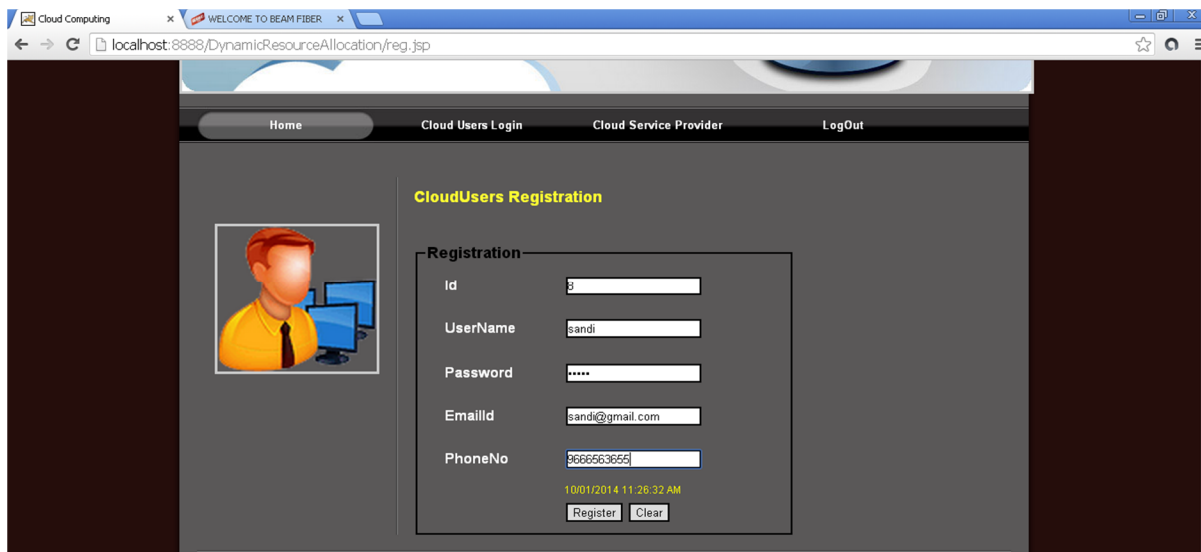 Cloud Computing
WELCOME TO BEAM FIBER
localhost:8888/DynamicResourceAllocation/reg.jsp
Home Cloud Users Login Cloud Service Provider LogOut
CloudUsers Registration
Registration
Id 8
UserName sandi
Password •••••
EmailId sandi@gmail.com
PhoneNo 9666563655
10/01/2014 11:26:32 AM
Register Clear